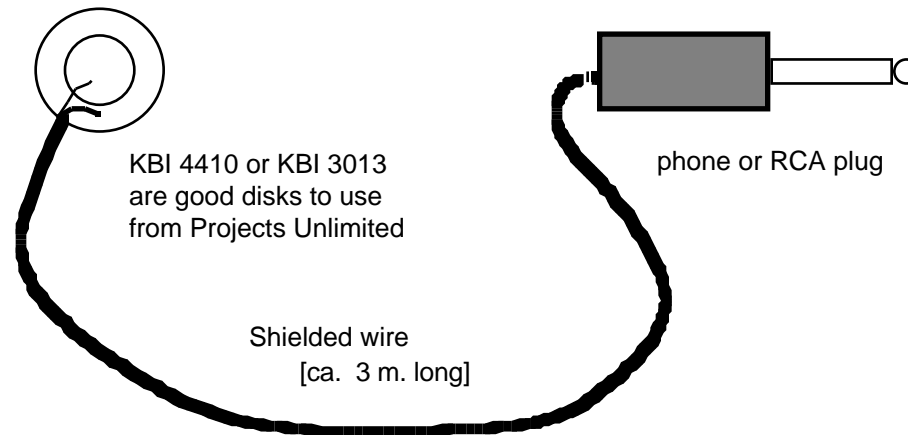 KBI 4410 or KBI 3013
are good disks to use
from Projects Unlimited
phone or RCA plug
Shielded wire
[ca. 3 m. long]